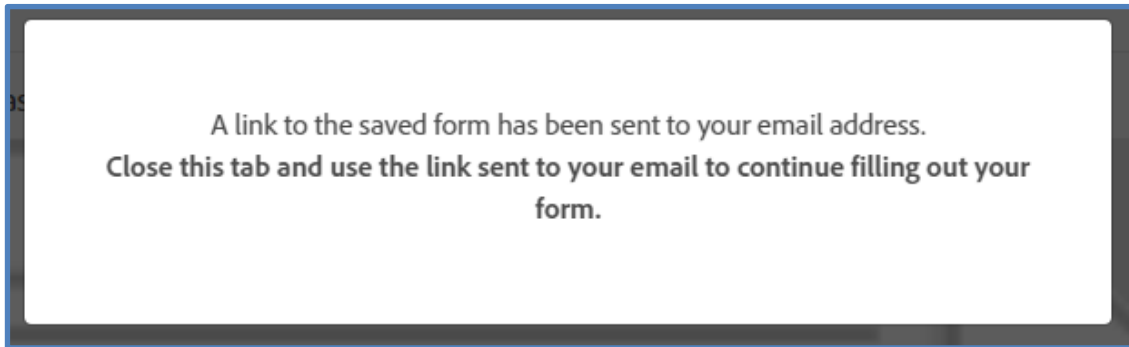 A link to the saved form has been sent to your email address.
Close this tab and use the link sent to your email to continue filling out your
form.